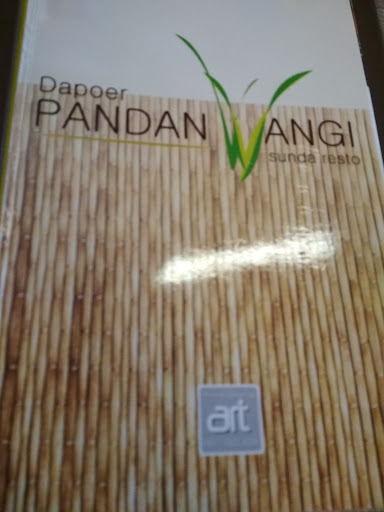 Dapoer
PANDAN WANGI
sunda resto
art